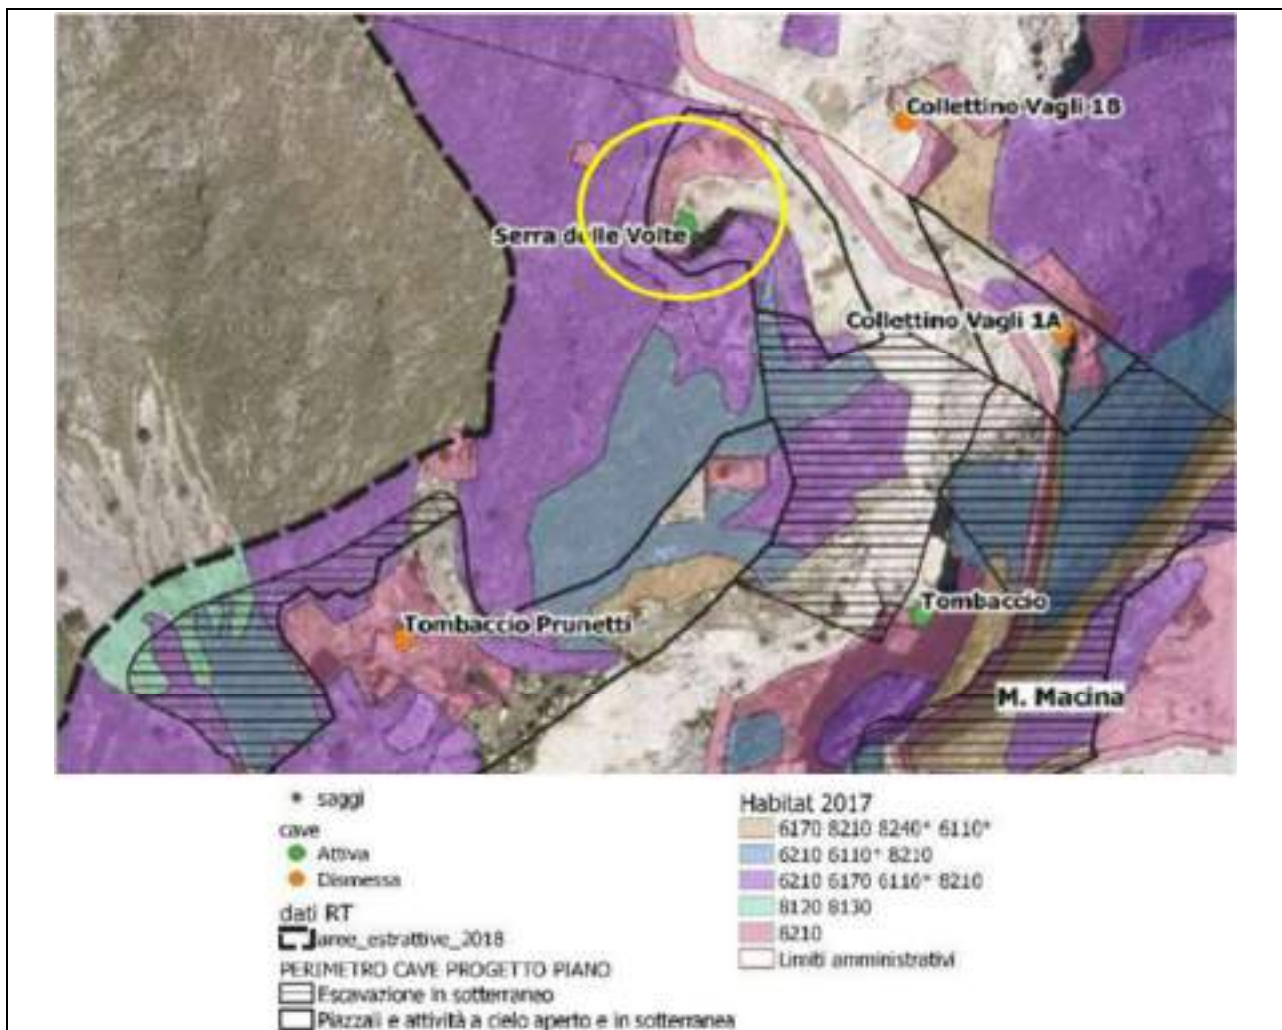 Collettino Vagli 1B
Serra delle Volte
Collettino Vagli 1A
Tombaccio
Tombaccio Prunetti
M. Macina
saggi
cave
Attiva
Dismessa
dati RT
aree_estrattive_2018
PERIMETRO CAVE PROGETTO PIANO
Escavazione in sotterraneo
Piazzali e attività a cielo aperto e in sotterranea
Habitat 2017
6170 8210 8240* 6110*
6210 6110* 8210
6210 6170 6110* 8210
8120 8130
8210
Limiti amministrativi